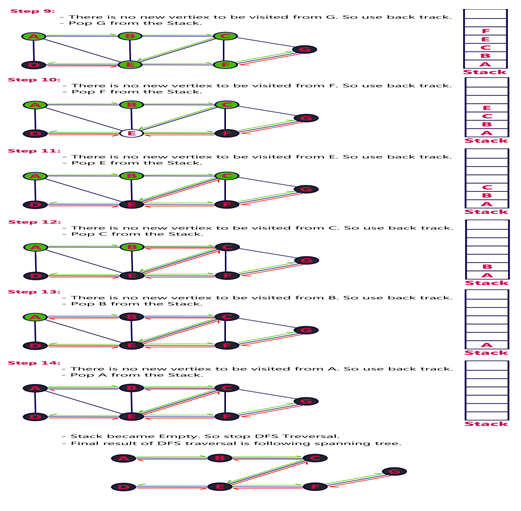 Step 9:
- There is no new vertiex to be visited from G. So use back track.
- Pop G from the Stack.
A B C
G
D E F
F
E
C
B
A
Stack
Step 10:
- There is no new vertiex to be visited from F. So use back track.
- Pop F from the Stack.
A B C
G
D E F
E
C
B
A
Stack
Step 11:
- There is no new vertiex to be visited from E. So use back track.
- Pop E from the Stack.
A B C
G
D E F
C
B
A
Stack
Step 12:
- There is no new vertiex to be visited from C. So use back track.
- Pop C from the Stack.
A B C
G
D E F
B
A
Stack
Step 13:
- There is no new vertiex to be visited from B. So use back track.
- Pop B from the Stack.
A B C
G
D E F
A
Stack
Step 14:
- There is no new vertiex to be visited from A. So use back track.
- Pop A from the Stack.
A B C
G
D E F
Stack
- Stack became Empty. So stop DFS Treversal.
- Final result of DFS traversal is following spanning tree.
A B C
G
D E F